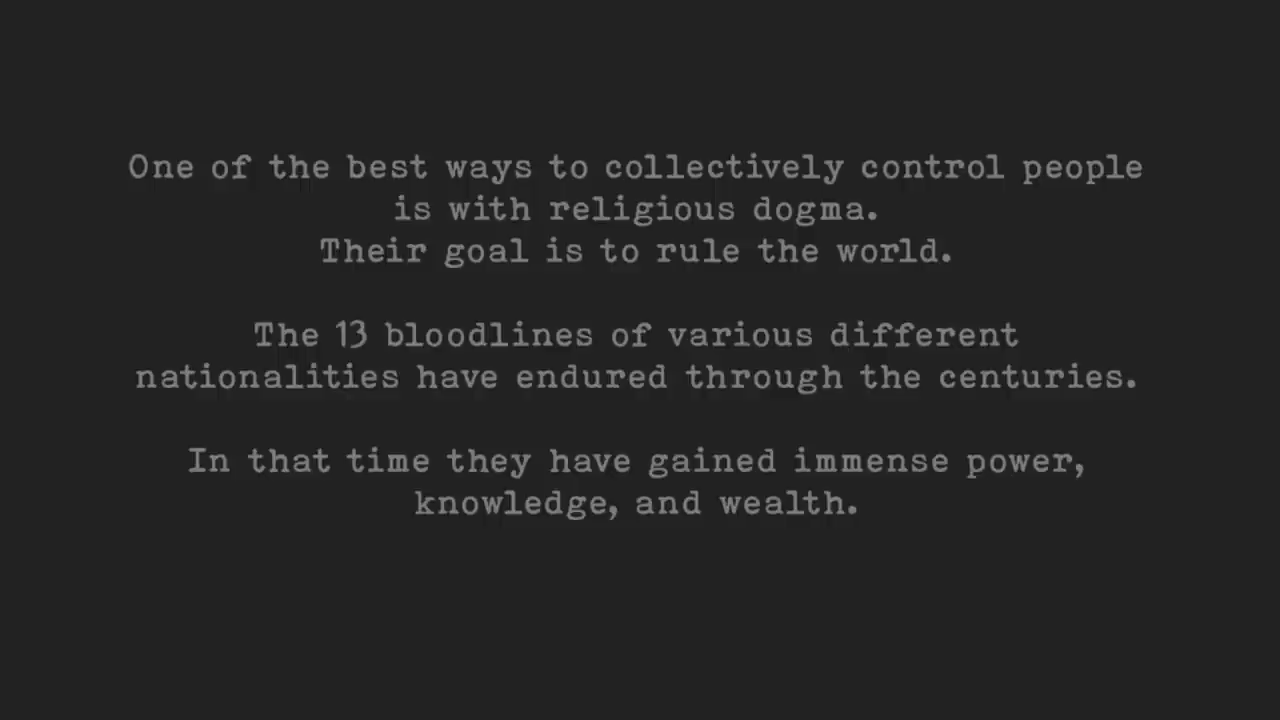 One of the best ways to collectively control people
is with religious dogma.
Their goal is to rule the world.
The 13 bloodlines of various different
nationalities have endured through the centuries.
In that time they have gained immense power,
knowledge, and wealth.